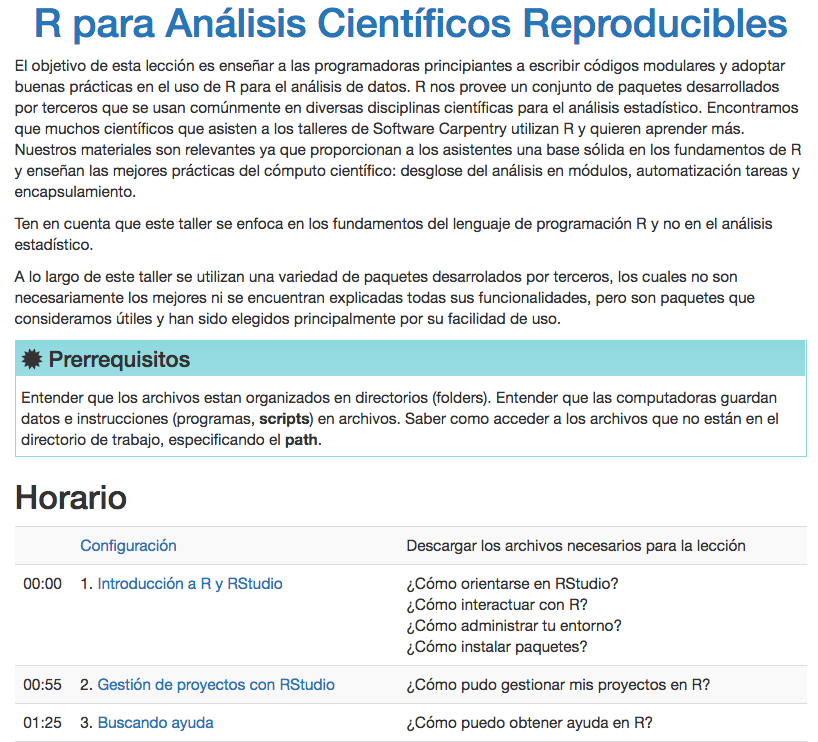 R para Análisis Científicos Reproducibles
El objetivo de esta lección es enseñar a las programadoras principiantes a escribir códigos modulares y adoptar
buenas prácticas en el uso de R para el análisis de datos. R nos provee un conjunto de paquetes desarrollados
por terceros que se usan comúnmente en diversas disciplinas científicas para el análisis estadístico. Encontramos
que muchos científicos que asisten a los talleres de Software Carpentry utilizan R y quieren aprender más.
Nuestros materiales son relevantes ya que proporcionan a los asistentes una base sólida en los fundamentos de R
y enseñan las mejores prácticas del cómputo científico: desglose del análisis en módulos, automatización tareas y
encapsulamiento.
Ten en cuenta que este taller se enfoca en los fundamentos del lenguaje de programación R y no en el análisis
estadístico.
A lo largo de este taller se utilizan una variedad de paquetes desarrolados por terceros, los cuales no son
necesariamente los mejores ni se encuentran explicadas todas sus funcionalidades, pero son paquetes que
consideramos útiles y han sido elegidos principalmente por su facilidad de uso.
Prerrequisitos
Entender que los archivos estan organizados en directorios (folders). Entender que las computadoras guardan
datos e instrucciones (programas, scripts) en archivos. Saber como acceder a los archivos que no están en el
directorio de trabajo, especificando el path.
Horario
Configuración Descargar los archivos necesarios para la lección
00:00 1. Introducción a R y RStudio ¿Cómo orientarse en RStudio?
¿Cómo interactuar con R?
¿Cómo administrar tu entorno?
¿Cómo instalar paquetes?
00:55 2. Gestión de proyectos con RStudio ¿Cómo pudo gestionar mis proyectos en R?
01:25 3. Buscando ayuda ¿Cómo puedo obtener ayuda en R?